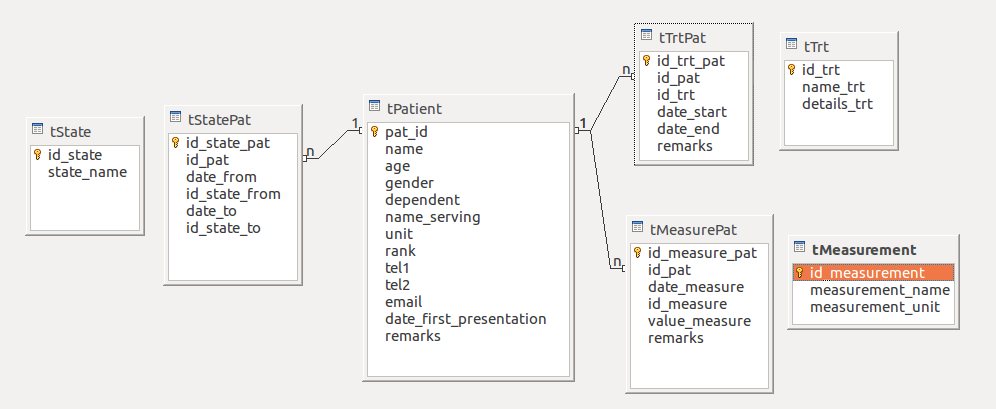 tState
id_state
state_name
tStatePat
id_state_pat
id_pat
date_from
id_state_from
date_to
id_state_to
n
1
tPatient
pat_id
name
age
gender
dependent
name_serving
unit
rank
tel1
tel2
email
date_first_presentation
remarks
1
n
n
tTrtPat
id_trt_pat
id_pat
id_trt
date_start
date_end
remarks
tTrt
id_trt
name_trt
details_trt
tMeasurePat
id_measure_pat
id_pat
date_measure
id_measure
value_measure
remarks
tMeasurement
id_measurement
measurement_name
measurement_unit